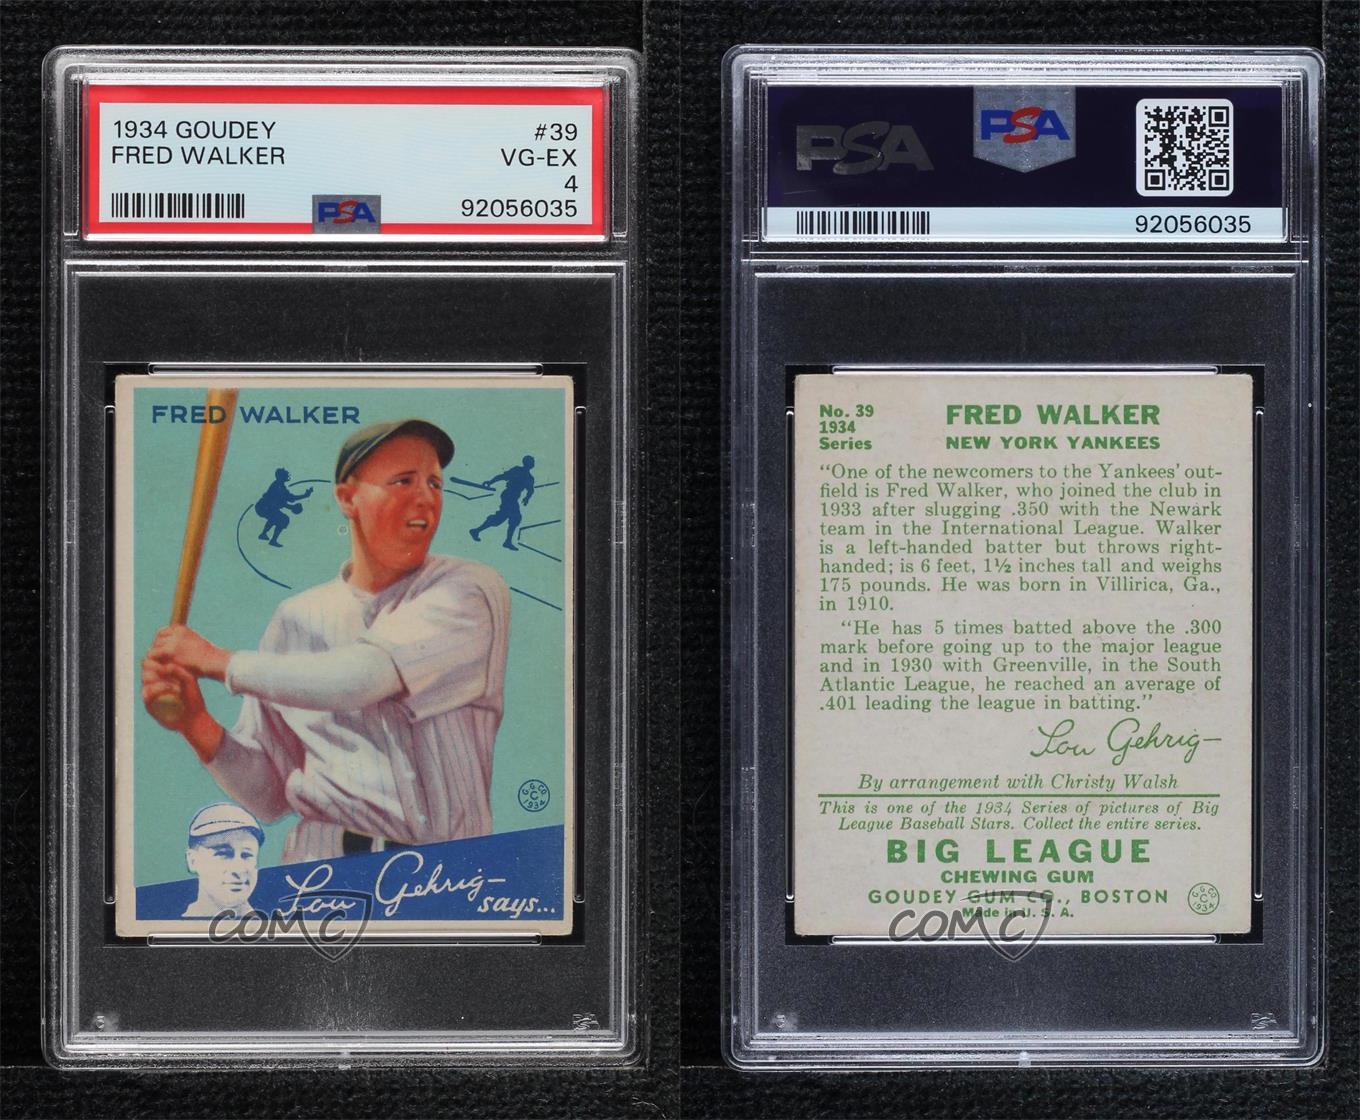 1934 GOUDEY #39
FRED WALKER VG-EX
4
PSA 92056035
FRED WALKER
G.G.CO.
C
1934
Lou Gehrig—
says...
COMC
PSA
PSA
PSA
92056035
No. 39
1934
Series
FRED WALKER
NEW YORK YANKEES
"One of the newcomers to the Yankees' out-
field is Fred Walker, who joined the club in
1933 after slugging .350 with the Newark
team in the International League. Walker
is a left-handed batter but throws right-
handed; is 6 feet, 1½ inches tall and weighs
175 pounds. He was born in Villirica, Ga.,
in 1910.
"He has 5 times batted above the .300
mark before going up to the major league
and in 1930 with Greenville, in the South
Atlantic League, he reached an average of
.401 leading the league in batting."
Lou Gehrig—
By arrangement with Christy Walsh
This is one of the 1934 Series of pictures of Big
League Baseball Stars. Collect the entire series.
BIG LEAGUE
CHEWING GUM
GOUDEY GUM CO., BOSTON
Made in U. S. A.
G.G.CO.
C
1934
COMC
PSA